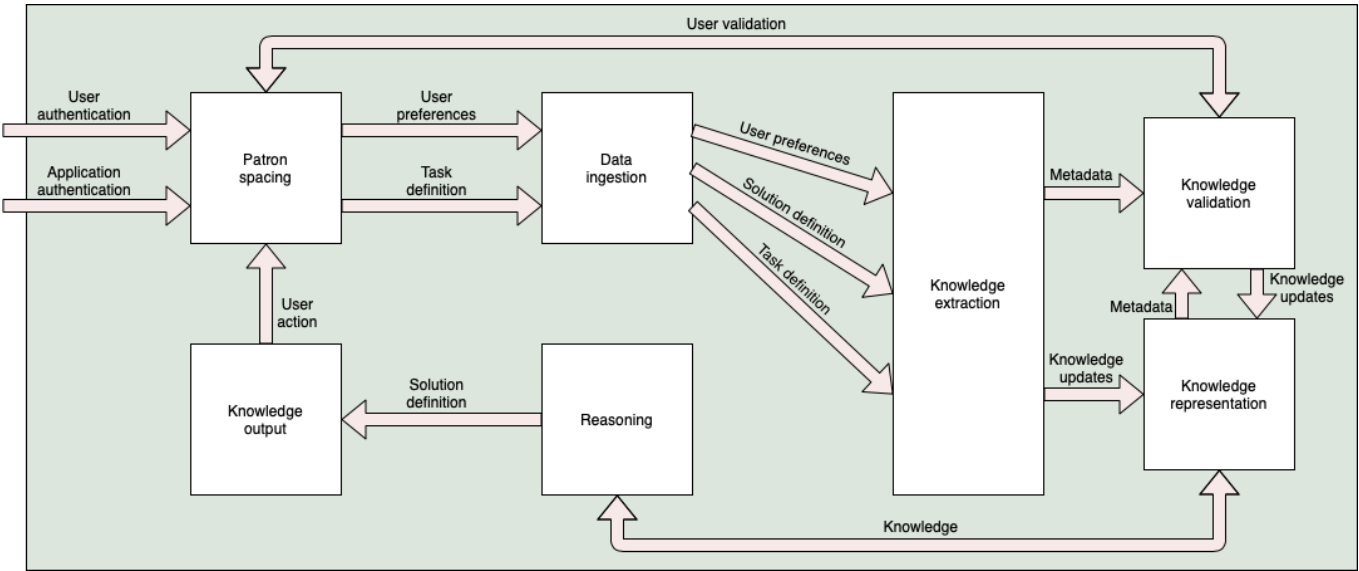 User validation
User
authentication
User
preferences
Application
authentication
Task
definition
Patron
spacing
Data
ingestion
User preferences
Solution definition
Task definition
Knowledge
extraction
Metadata
Knowledge
validation
Metadata
Knowledge
updates
Knowledge
updates
Knowledge
representation
User
action
Knowledge
output
Solution
definition
Reasoning
Knowledge